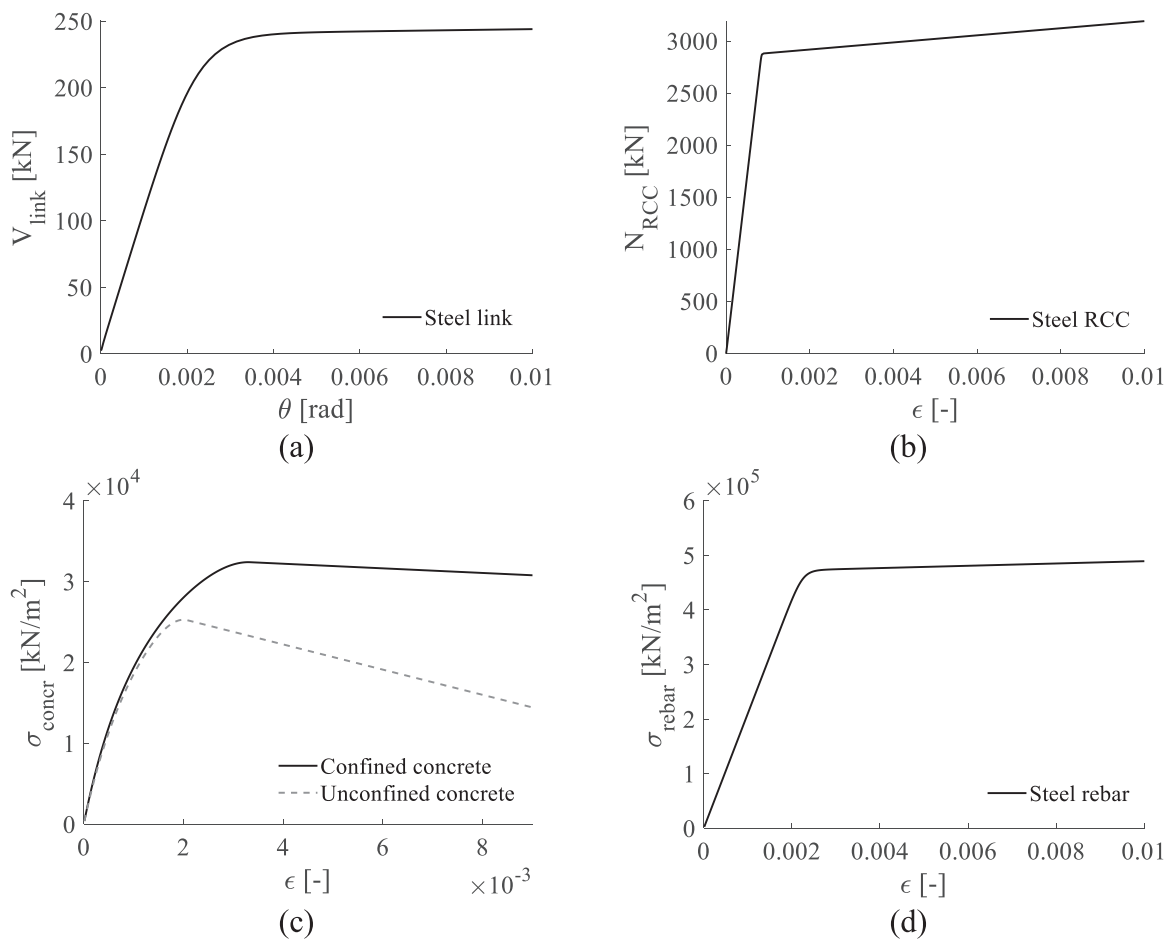 250
200
150
100
50
0
V_link [kN]
Steel link
0 0.002 0.004 0.006 0.008 0.01
θ [rad]
(a)
3000
2500
2000
1500
1000
500
0
N_RCC [kN]
Steel RCC
0 0.002 0.004 0.006 0.008 0.01
ϵ [-]
(b)
×10^4
4
3
2
1
0
σ_concr [kN/m^2]
Confined concrete
Unconfined concrete
0 2 4 6 8
×10^-3
ϵ [-]
(c)
×10^5
6
5
4
3
2
1
0
σ_rebar [kN/m^2]
Steel rebar
0 0.002 0.004 0.006 0.008 0.01
ϵ [-]
(d)